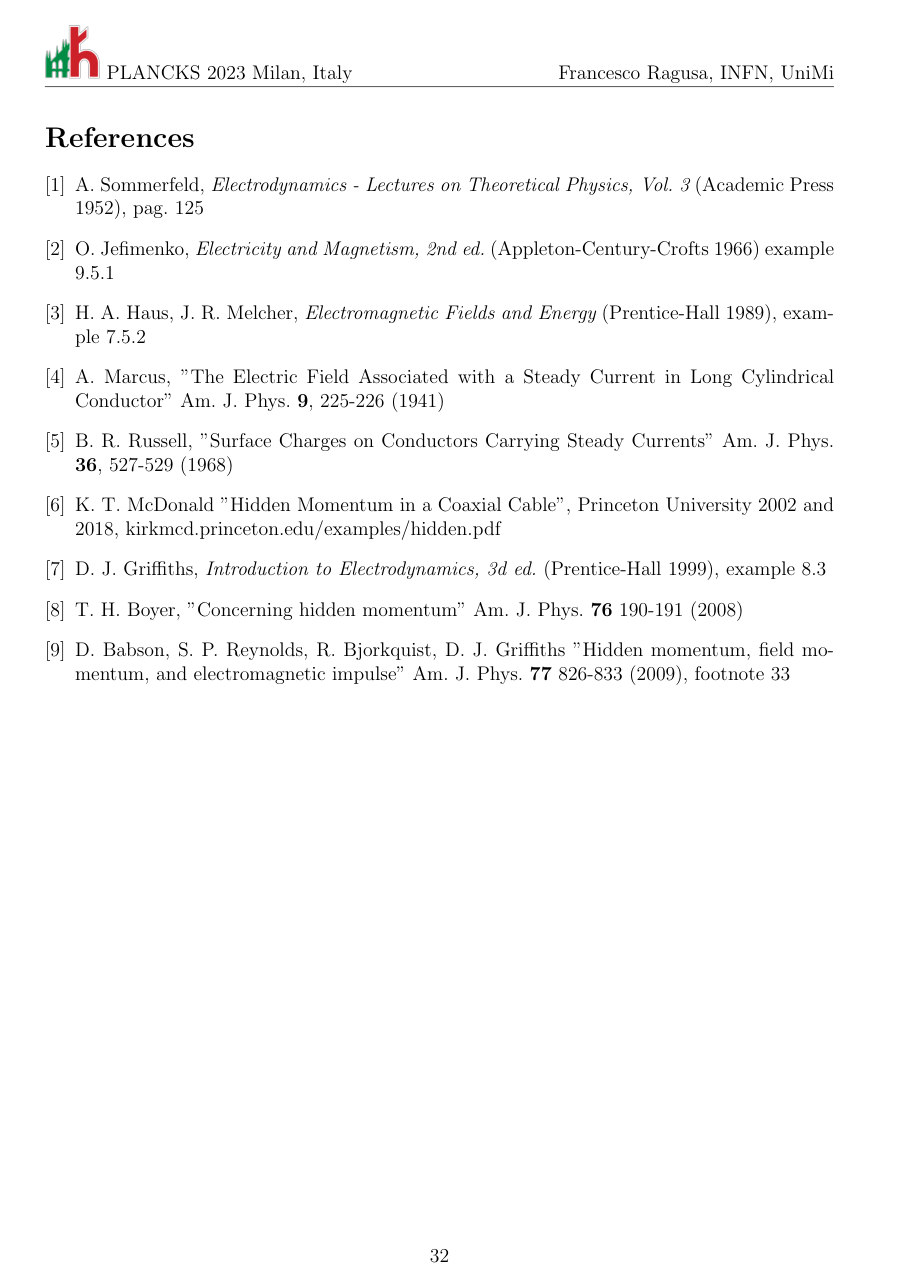 PLANCKS 2023 Milan, Italy Francesco Ragusa, INFN, UniMi
References
[1] A. Sommerfeld, Electrodynamics - Lectures on Theoretical Physics, Vol. 3 (Academic Press
1952), pag. 125
[2] O. Jefimenko, Electricity and Magnetism, 2nd ed. (Appleton-Century-Crofts 1966) example
9.5.1
[3] H. A. Haus, J. R. Melcher, Electromagnetic Fields and Energy (Prentice-Hall 1989), exam-
ple 7.5.2
[4] A. Marcus, ”The Electric Field Associated with a Steady Current in Long Cylindrical
Conductor” Am. J. Phys. 9, 225-226 (1941)
[5] B. R. Russell, ”Surface Charges on Conductors Carrying Steady Currents” Am. J. Phys.
36, 527-529 (1968)
[6] K. T. McDonald ”Hidden Momentum in a Coaxial Cable”, Princeton University 2002 and
2018, kirkmcd.princeton.edu/examples/hidden.pdf
[7] D. J. Griffiths, Introduction to Electrodynamics, 3d ed. (Prentice-Hall 1999), example 8.3
[8] T. H. Boyer, ”Concerning hidden momentum” Am. J. Phys. 76 190-191 (2008)
[9] D. Babson, S. P. Reynolds, R. Bjorkquist, D. J. Griffiths ”Hidden momentum, field mo-
mentum, and electromagnetic impulse” Am. J. Phys. 77 826-833 (2009), footnote 33
32